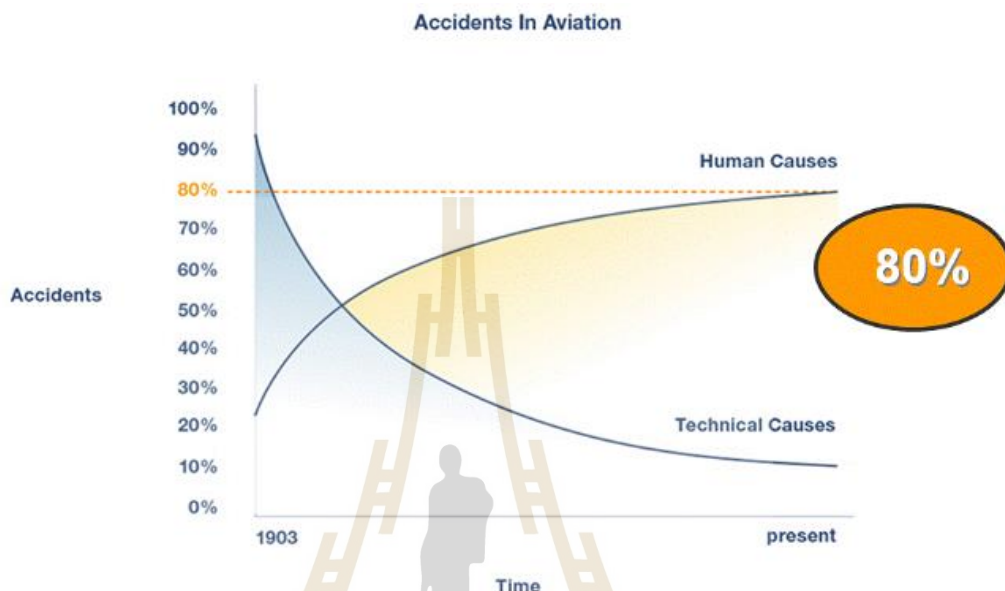 Accidents In Aviation
100%
90%
80%
70%
60%
50%
40%
30%
20%
10%
0%
Accidents
Human Causes
80%
Technical Causes
1903
present
Time